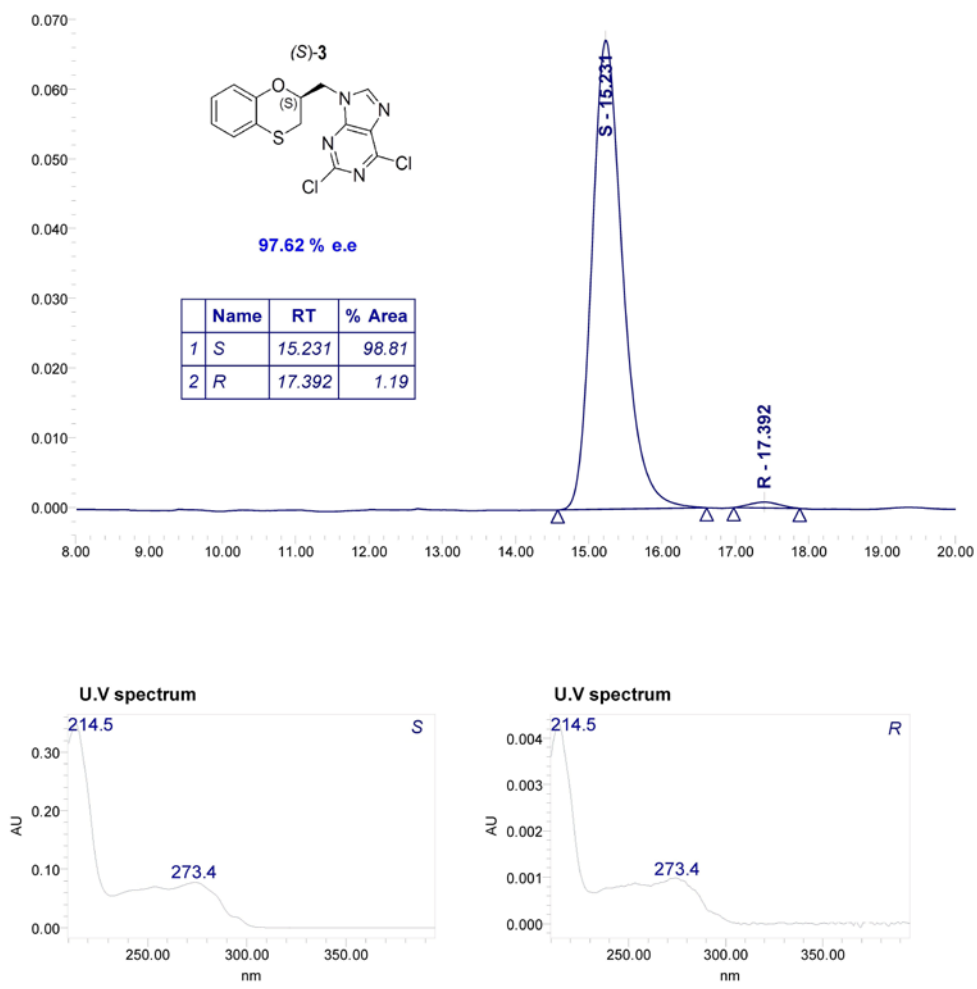 0.070
0.060
0.050
0.040
0.030
0.020
0.010
0.000
(S)-3
O
(S)
S
N
N
N
N
Cl
Cl
97.62 % e.e
Name RT % Area
1 S 15.231 98.81
2 R 17.392 1.19
S - 15.231
R - 17.392
8.00 9.00 10.00 11.00 12.00 13.00 14.00 15.00 16.00 17.00 18.00 19.00 20.00
U.V spectrum
214.5
S
273.4
AU
0.30
0.20
0.10
0.00
250.00 300.00 350.00
nm
U.V spectrum
214.5
R
273.4
AU
0.004
0.003
0.002
0.001
0.000
250.00 300.00 350.00
nm